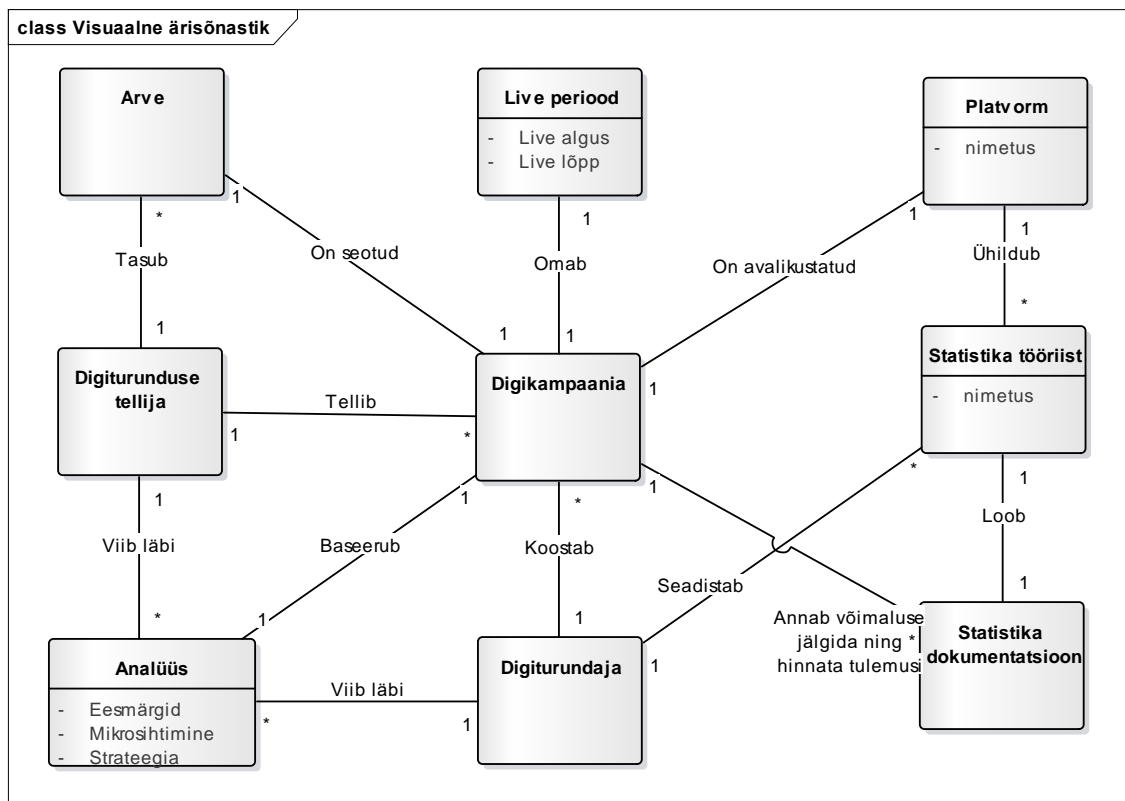 class Visuaalne ärisõnastik
Arve
Live periood
- Live algus
- Live lõpp
Platvorm
- nimetus
1
*
1
1
1
Tasub
On seotud
Omab
On avalikustatud
Ühildub
1
1
1
*
Digiturunduse
tellija
Digikampaania
Statistika tööriist
- nimetus
Tellib
1
1
*
1
1
*
1
*
1
Viib läbi
Baseerub
Koostab
Seadistab
Loob
*
1
1
1
1
Annab võimaluse
jälgida ning *
hinnata tulemusi
Analüüs
- Eesmärgid
- Mikrosihtimine
- Strateegia
Digiturundaja
Statistika
dokumentatsioon
Viib läbi
*
1